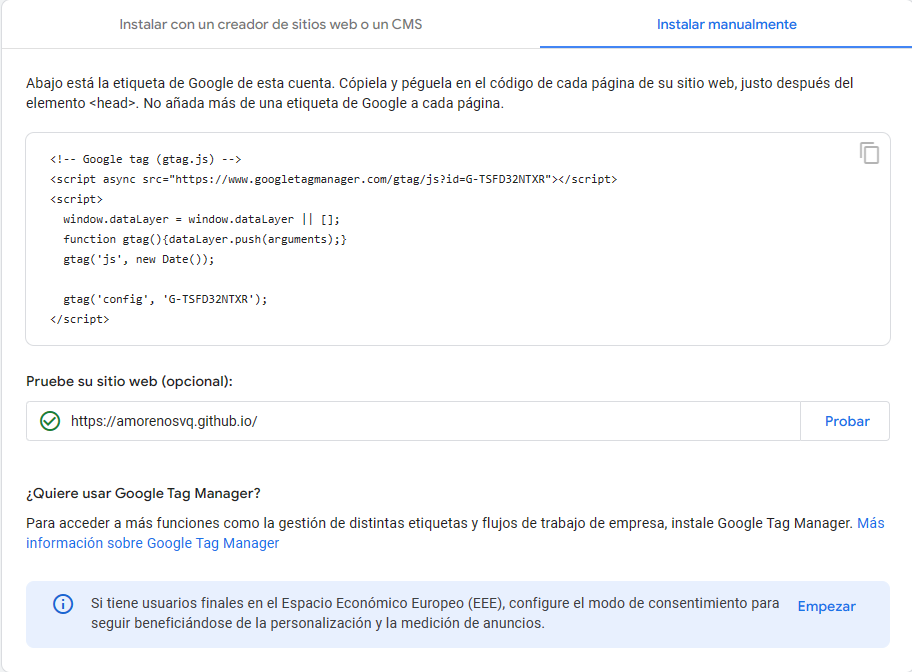 Instalar con un creador de sitios web o un CMS
Instalar manualmente
Abajo está la etiqueta de Google de esta cuenta. Cópiela y péguela en el código de cada página de su sitio web, justo después del
elemento <head>. No añada más de una etiqueta de Google a cada página.
<!-- Google tag (gtag.js) -->
<script async src="https://www.googletagmanager.com/gtag/js?id=G-TSFD32NTXR"></script>
<script>
  window.dataLayer = window.dataLayer || [];
  function gtag(){dataLayer.push(arguments);}
  gtag('js', new Date());

  gtag('config', 'G-TSFD32NTXR');
</script>
Pruebe su sitio web (opcional):
https://amorenosvq.github.io/
Probar
¿Quiere usar Google Tag Manager?
Para acceder a más funciones como la gestión de distintas etiquetas y flujos de trabajo de empresa, instale Google Tag Manager. Más
información sobre Google Tag Manager
Si tiene usuarios finales en el Espacio Económico Europeo (EEE), configure el modo de consentimiento para
seguir beneficiándose de la personalización y la medición de anuncios.
Empezar